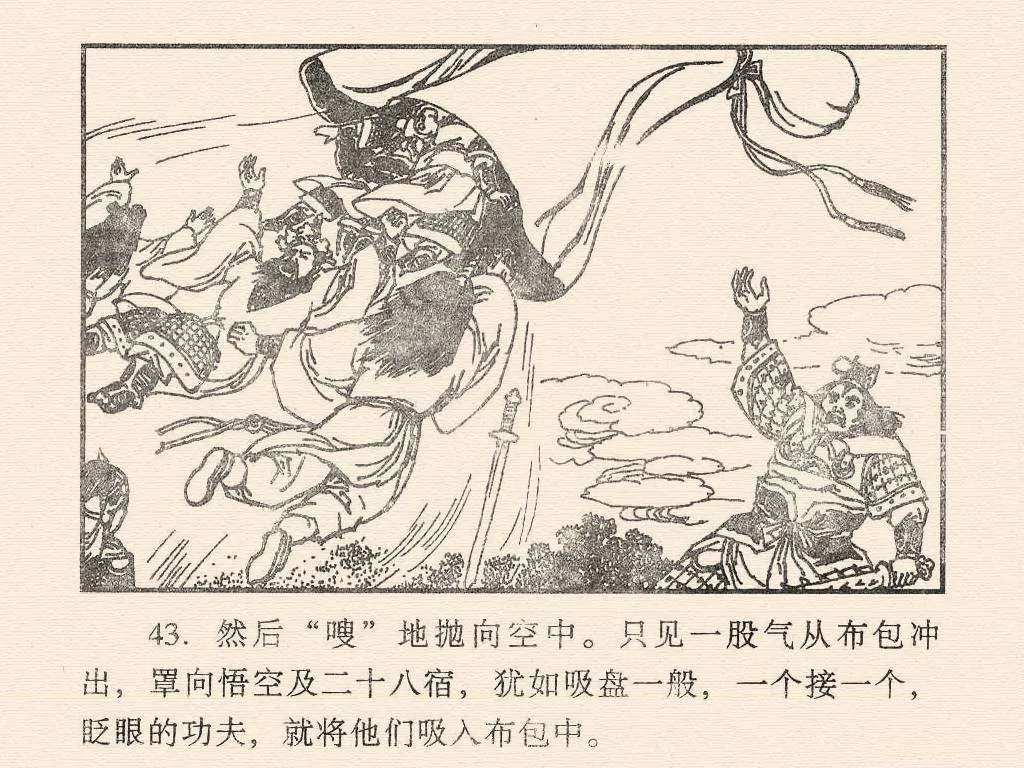 43. 然后“嗖”地抛向空中。只见一股气从布包冲
出，罩向悟空及二十八宿，犹如吸盘一般，一个接一个，
眨眼的功夫，就将他们吸入布包中。